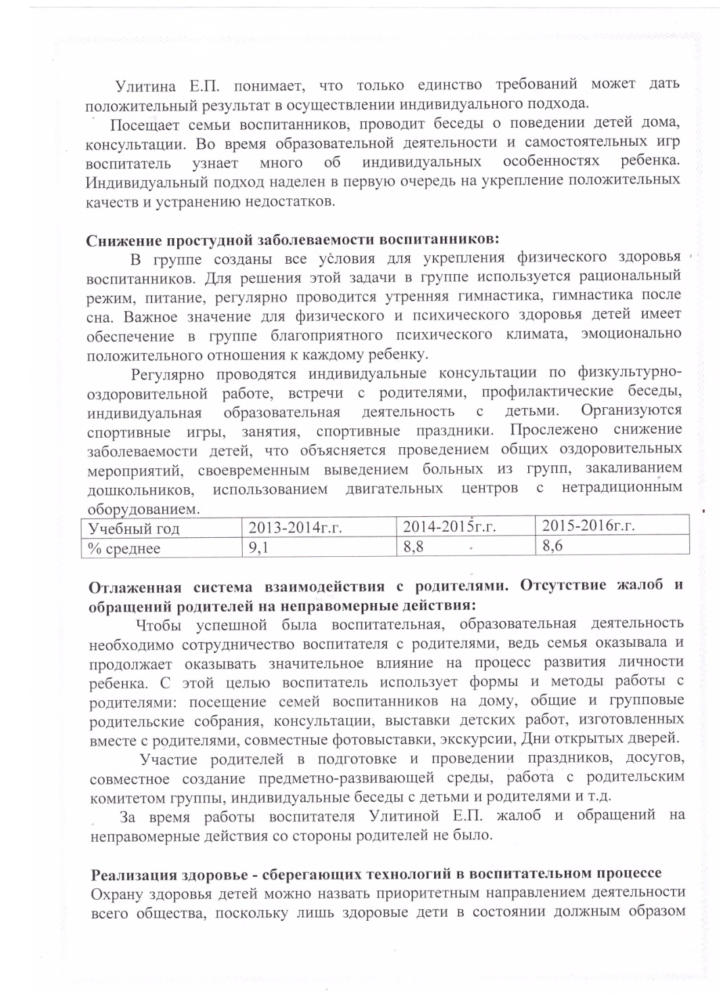 Улитина Е.П. понимает, что только единство требований может дать
положительный результат в осуществлении индивидуального подхода.
Посещает семьи воспитанников, проводит беседы о поведении детей дома,
консультации. Во время образовательной деятельности и самостоятельных игр
воспитатель узнает много об индивидуальных особенностях ребенка.
Индивидуальный подход наделен в первую очередь на укрепление положительных
качеств и устранению недостатков.
Снижение простудной заболеваемости воспитанников:
В группе созданы все условия для укрепления физического здоровья
воспитанников. Для решения этой задачи в группе используется рациональный
режим, питание, регулярно проводится утренняя гимнастика, гимнастика после
сна. Важное значение для физического и психического здоровья детей имеет
обеспечение в группе благоприятного психического климата, эмоционально
положительного отношения к каждому ребенку.
Регулярно проводятся индивидуальные консультации по физкультурно-
оздоровительной работе, встречи с родителями, профилактические беседы,
индивидуальная образовательная деятельность с детьми. Организуются
спортивные игры, занятия, спортивные праздники. Прослежено снижение
заболеваемости детей, что объясняется проведением общих оздоровительных
мероприятий, своевременным выведением больных из групп, закаливанием
дошкольников, использованием двигательных центров с нетрадиционным
оборудованием.
Учебный год 2013-2014г.г. 2014-2015г.г. 2015-2016г.г.
% среднее 9,1 8,8 8,6
Отлаженная система взаимодействия с родителями. Отсутствие жалоб и
обращений родителей на неправомерные действия:
Чтобы успешной была воспитательная, образовательная деятельность
необходимо сотрудничество воспитателя с родителями, ведь семья оказывала и
продолжает оказывать значительное влияние на процесс развития личности
ребенка. С этой целью воспитатель использует формы и методы работы с
родителями: посещение семей воспитанников на дому, общие и групповые
родительские собрания, консультации, выставки детских работ, изготовленных
вместе с родителями, совместные фотовыставки, экскурсии, Дни открытых дверей.
Участие родителей в подготовке и проведении праздников, досугов,
совместное создание предметно-развивающей среды, работа с родительским
комитетом группы, индивидуальные беседы с детьми и родителями и т.д.
За время работы воспитателя Улитиной Е.П. жалоб и обращений на
неправомерные действия со стороны родителей не было.
Реализация здоровье - сберегающих технологий в воспитательном процессе
Охрану здоровья детей можно назвать приоритетным направлением деятельности
всего общества, поскольку лишь здоровые дети в состоянии должным образом